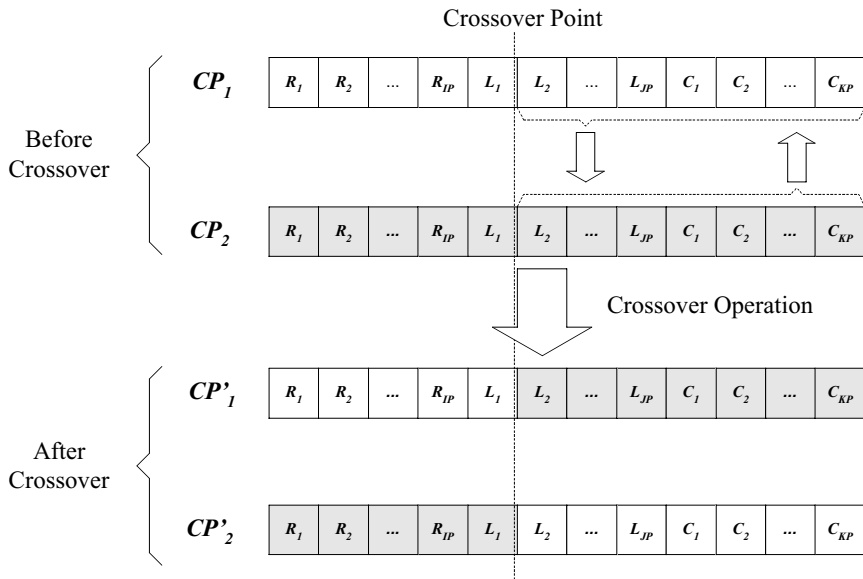 Crossover Point
CP1 R1 R2 ... RIP L1 L2 ... LJP C1 C2 ... CKP
Before
Crossover
CP2 R1 R2 ... RIP L1 L2 ... LJP C1 C2 ... CKP
Crossover Operation
CP'1 R1 R2 ... RIP L1 L2 ... LJP C1 C2 ... CKP
After
Crossover
CP'2 R1 R2 ... RIP L1 L2 ... LJP C1 C2 ... CKP